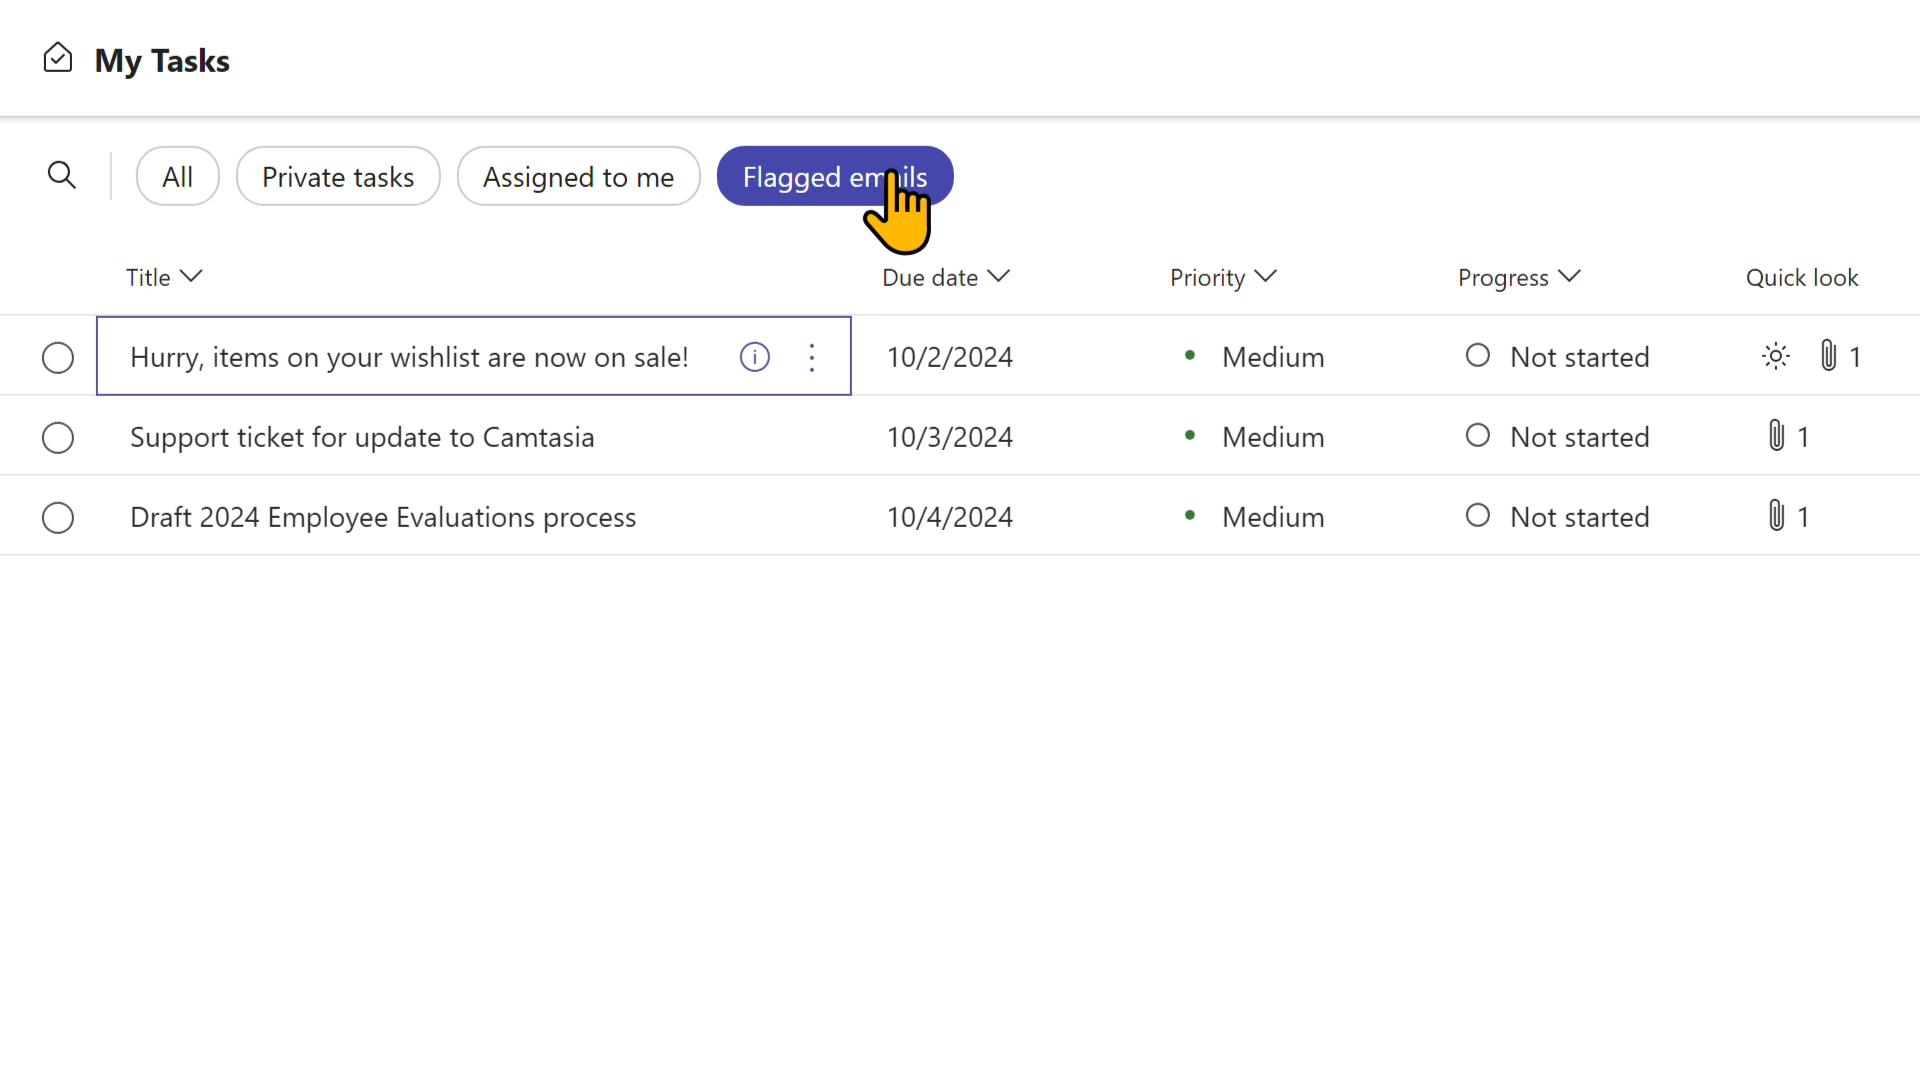 My Tasks
All Private tasks Assigned to me Flagged emails
Title Due date Priority Progress Quick look
Hurry, items on your wishlist are now on sale! 10/2/2024 Medium Not started 1
Support ticket for update to Camtasia 10/3/2024 Medium Not started 1
Draft 2024 Employee Evaluations process 10/4/2024 Medium Not started 1